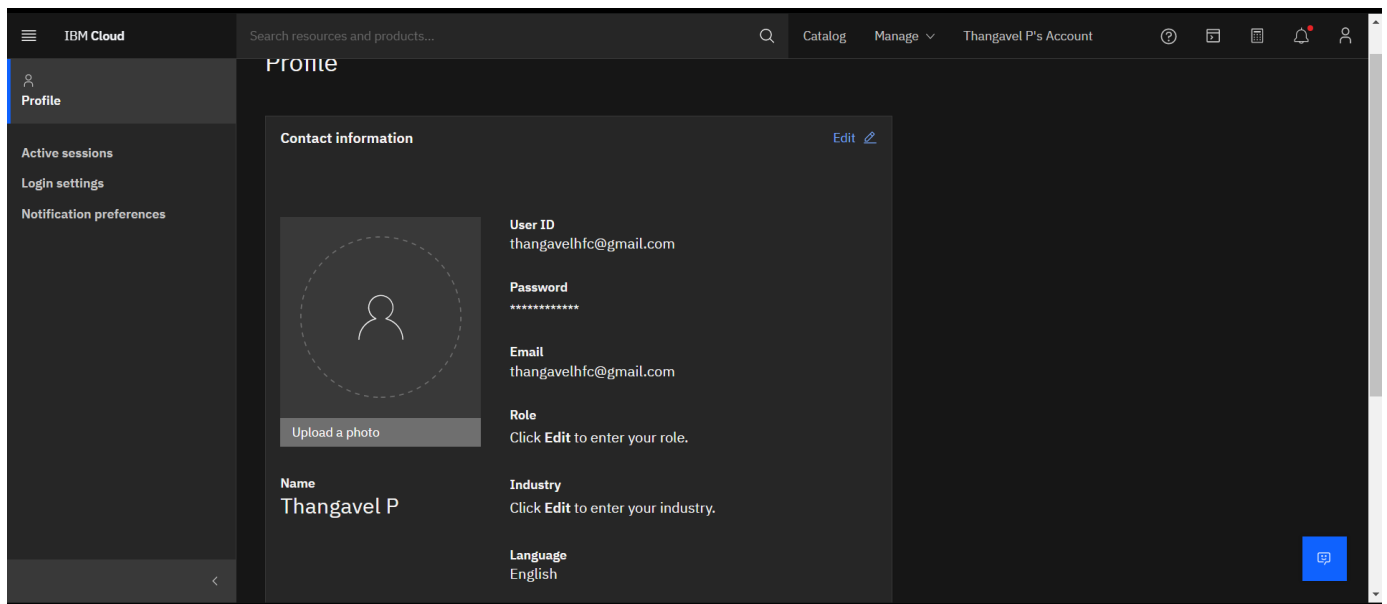 IBM Cloud
Search resources and products...
Catalog
Manage
Thangavel P's Account
Profile
Active sessions
Login settings
Notification preferences
Profile
Contact information
Edit
Upload a photo
Name
Thangavel P
User ID
thangavelhfc@gmail.com
Password
************
Email
thangavelhfc@gmail.com
Role
Click Edit to enter your role.
Industry
Click Edit to enter your industry.
Language
English